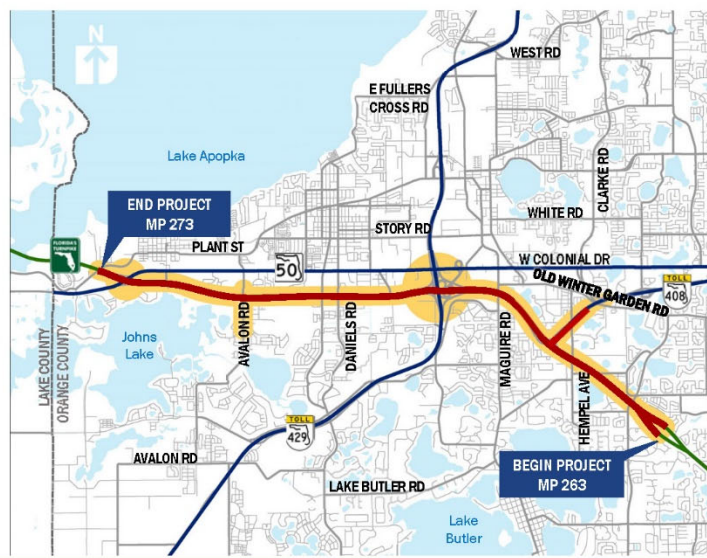 N
WEST RD
E FULLERS
CROSS RD
Lake Apopka
CLARKE RD
END PROJECT
MP 273
WHITE RD
STORY RD
PLANT ST
FLORIDA'S
TURNPIKE
W COLONIAL DR
50
OLD WINTER GARDEN RD
TOLL
408
Johns
Lake
AVALON RD
DANIELS RD
MAGUIRE RD
LAKE COUNTY
ORANGE COUNTY
HEMPEL AVE
TOLL
429
AVALON RD
BEGIN PROJECT
MP 263
LAKE BUTLER RD
Lake
Butler